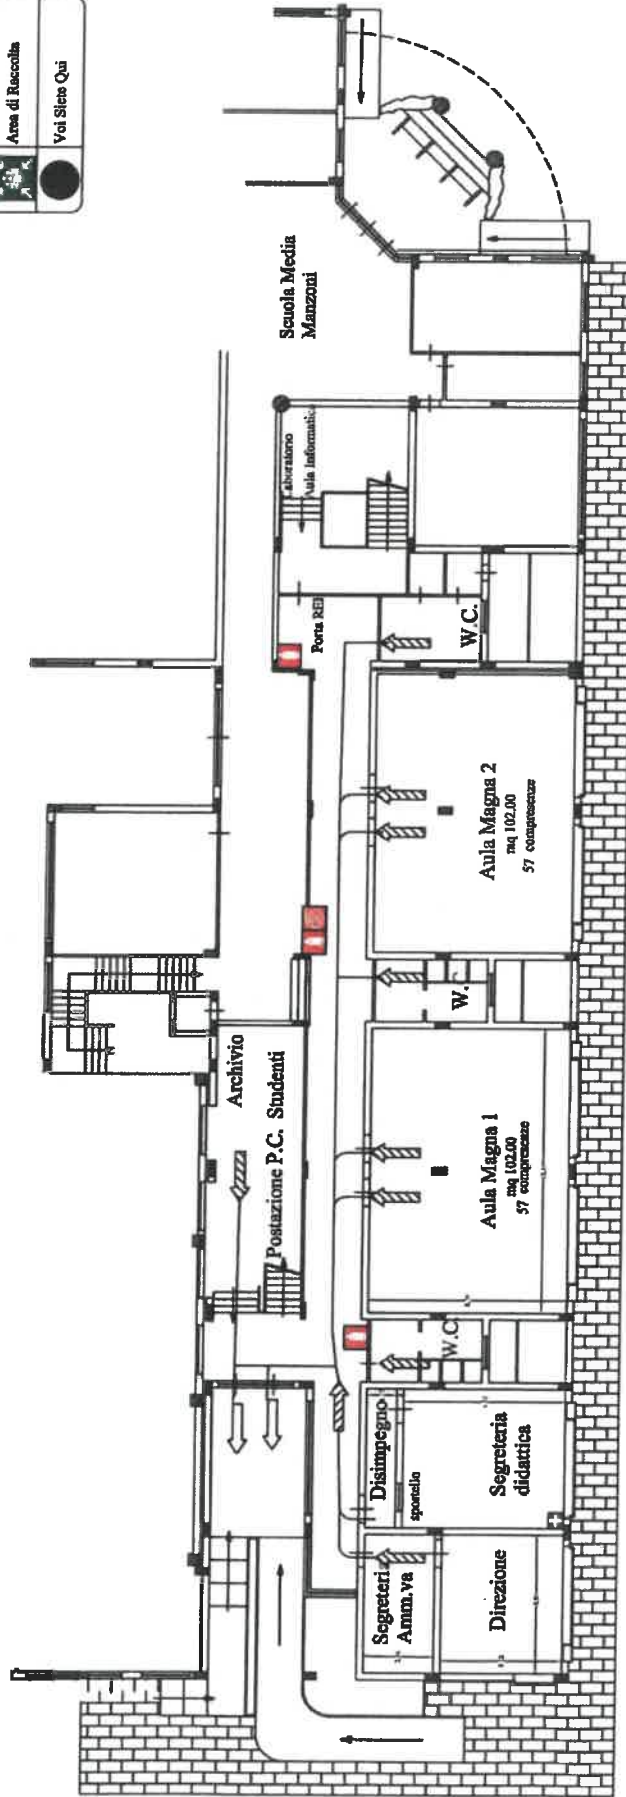 Area di Raccolta
Voi Siete Qui
Scuola Media
Manzoni
Laboratorio
Aula Informatica
Porta REI
W.C.
Aula Magna 2
mq 102.00
57 compresenze
W.
Archivio
Postazione P.C. Studenti
Aula Magna 1
mq 102.00
57 compresenze
W.C.
Disimpegno
sportello
Segreteria
didattica
Segreteria
Amm.va
Direzione